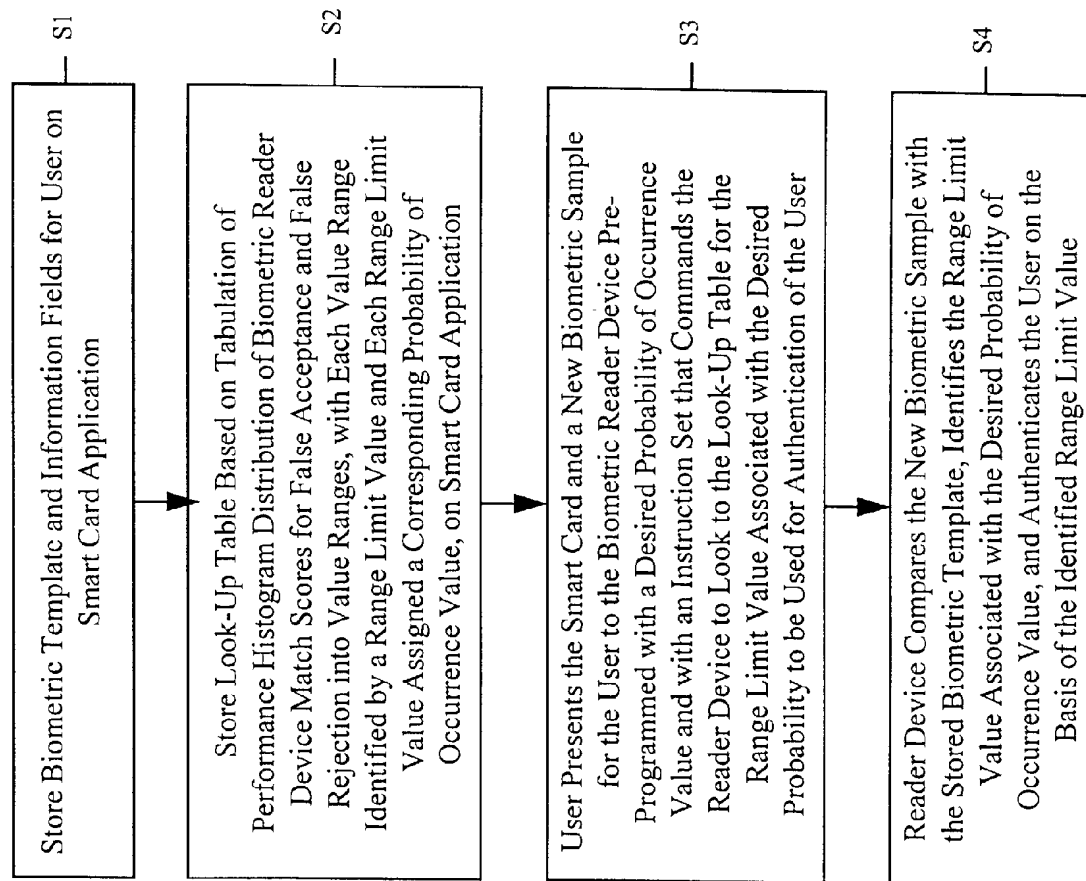 Store Biometric Template and Information Fields for User on
Smart Card Application
S1
Store Look-Up Table Based on Tabulation of
Performance Histogram Distribution of Biometric Reader
Device Match Scores for False Acceptance and False
Rejection into Value Ranges, with Each Value Range
Identified by a Range Limit Value and Each Range Limit
Value Assigned a Corresponding Probability of
Occurrence Value, on Smart Card Application
S2
User Presents the Smart Card and a New Biometric Sample
for the User to the Biometric Reader Device Pre-
Programmed with a Desired Probability of Occurrence
Value and with an Instruction Set that Commands the
Reader Device to Look to the Look-Up Table for the
Range Limit Value Associated with the Desired
Probability to be Used for Authentication of the User
S3
Reader Device Compares the New Biometric Sample with
the Stored Biometric Template, Identifies the Range Limit
Value Associated with the Desired Probability of
Occurrence Value, and Authenticates the User on the
Basis of the Identified Range Limit Value
S4